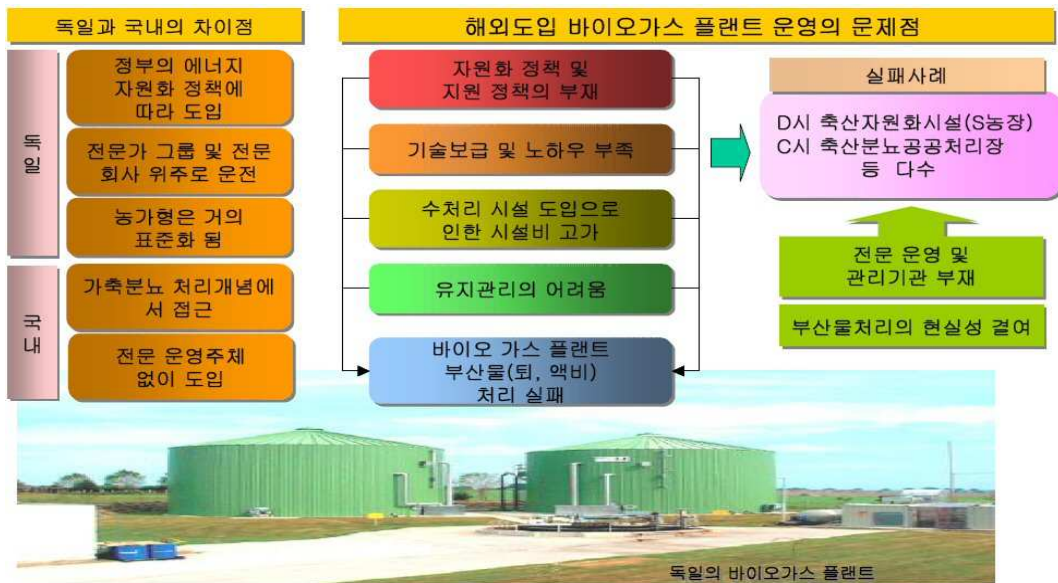 독일과 국내의 차이점
독일
정부의 에너지
자원화 정책에
따라 도입
전문가 그룹 및 전문
회사 위주로 운전
농가형은 거의
표준화 됨
국내
가축분뇨 처리개념에
서 접근
전문 운영주체
없이 도입
해외도입 바이오가스 플랜트 운영의 문제점
자원화 정책 및
지원 정책의 부재
기술보급 및 노하우 부족
수처리 시설 도입으로
인한 시설비 고가
유지관리의 어려움
바이오 가스 플랜트
부산물(퇴, 액비)
처리 실패
실패사례
D시 축산자원화시설(S농장)
C시 축산분뇨공공처리장
등 다수
전문 운영 및
관리기관 부재
부산물처리의 현실성 결여
독일의 바이오가스 플랜트